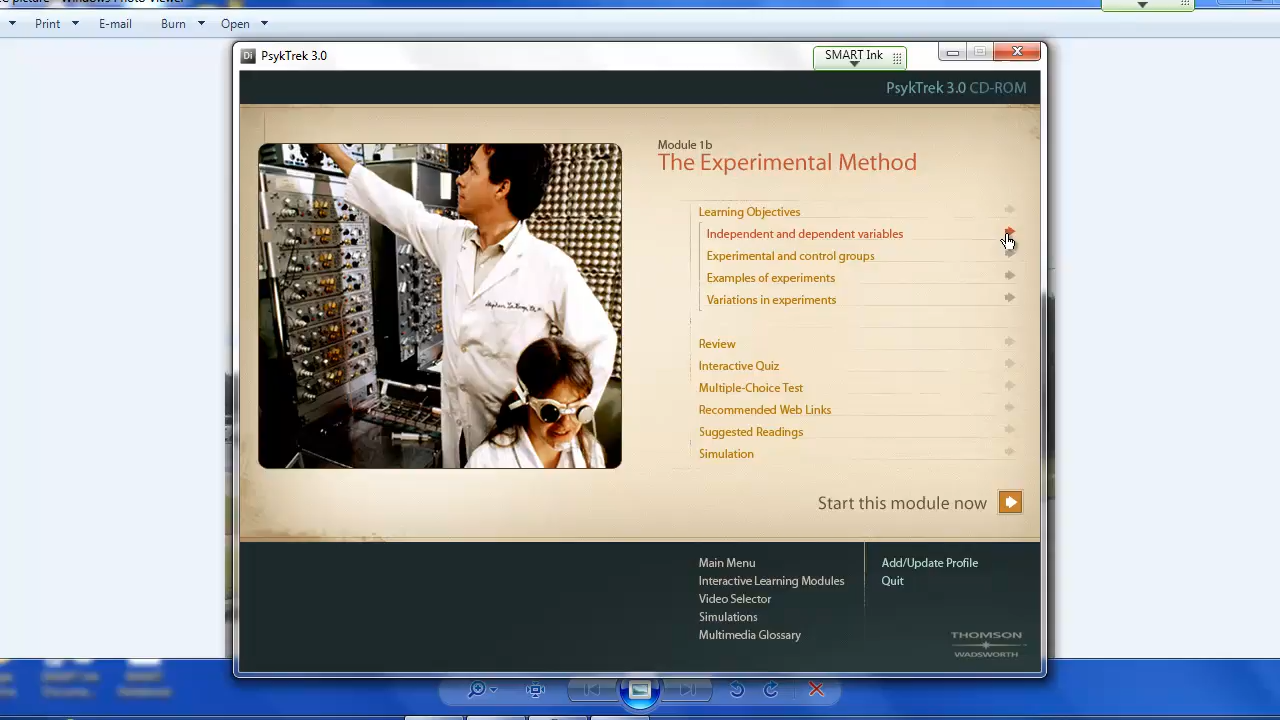 Print E-mail Burn Open
PsykTrek 3.0
SMART Ink
PsykTrek 3.0 CD-ROM
Module 1b
The Experimental Method
Learning Objectives
Independent and dependent variables
Experimental and control groups
Examples of experiments
Variations in experiments
Review
Interactive Quiz
Multiple-Choice Test
Recommended Web Links
Suggested Readings
Simulation
Start this module now
Main Menu
Interactive Learning Modules
Video Selector
Simulations
Multimedia Glossary
Add/Update Profile
Quit
THOMSON
WADSWORTH